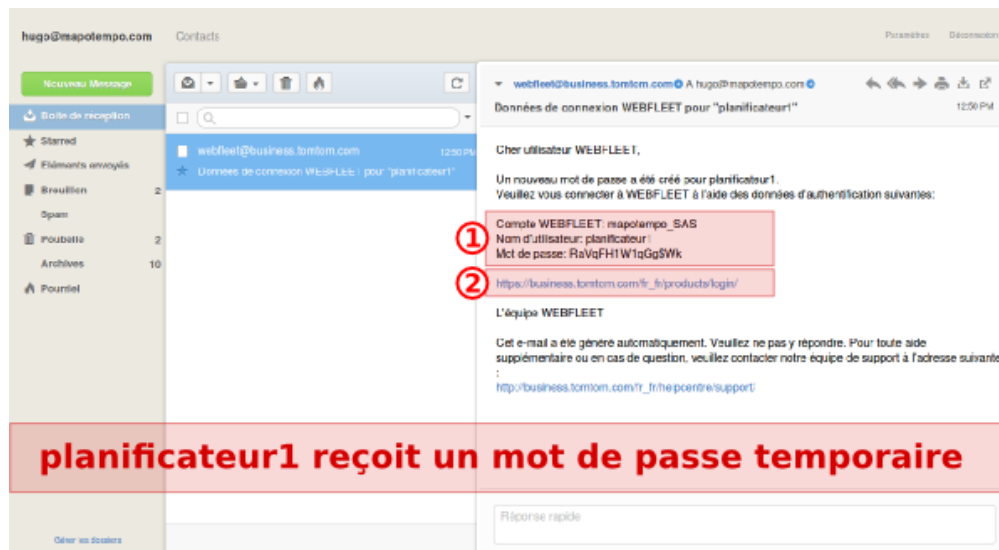 hugo@mapotempo.com
Contacts
Paramètres
Déconnexion
Nouveau Message
Boîte de réception
Starred
Eléments envoyés
Brouillon 2
Spam
Poubelle 2
Archives 10
Pourriel
Gérer les dossiers
webfleet@business.tomtom.com 12:50 PM
Données de connexion WEBFLEET pour "planificateur1"
webfleet@business.tomtom.com A hugo@mapotempo.com
Données de connexion WEBFLEET pour "planificateur1" 12:50 PM
Cher utilisateur WEBFLEET,
Un nouveau mot de passe a été créé pour planificateur1.
Veuillez vous connecter à WEBFLEET à l'aide des données d'authentification suivantes:
1
Compte WEBFLEET: mapotempo_SAS
Nom d'utilisateur: planificateur1
Mot de passe: RaVqFH1W1qGg$Wk
2
https://business.tomtom.com/fr_fr/products/login/
L'équipe WEBFLEET
Cet e-mail a été généré automatiquement. Veuillez ne pas y répondre. Pour toute aide
supplémentaire ou en cas de question, veuillez contacter notre équipe de support à l'adresse suivante
:
http://business.tomtom.com/fr_fr/helpcentre/support/
planificateur1 reçoit un mot de passe temporaire
Réponse rapide